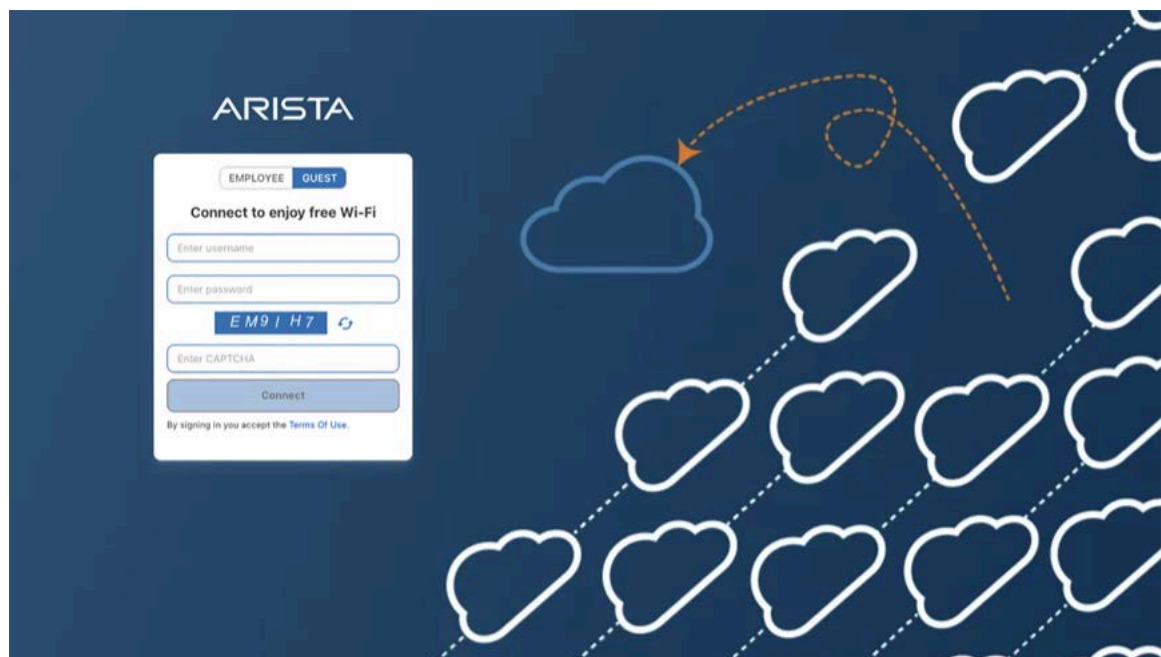 ARISTA
EMPLOYEE GUEST
Connect to enjoy free Wi-Fi
Enter username
Enter password
EM9IH7
Enter CAPTCHA
Connect
By signing in you accept the Terms Of Use.